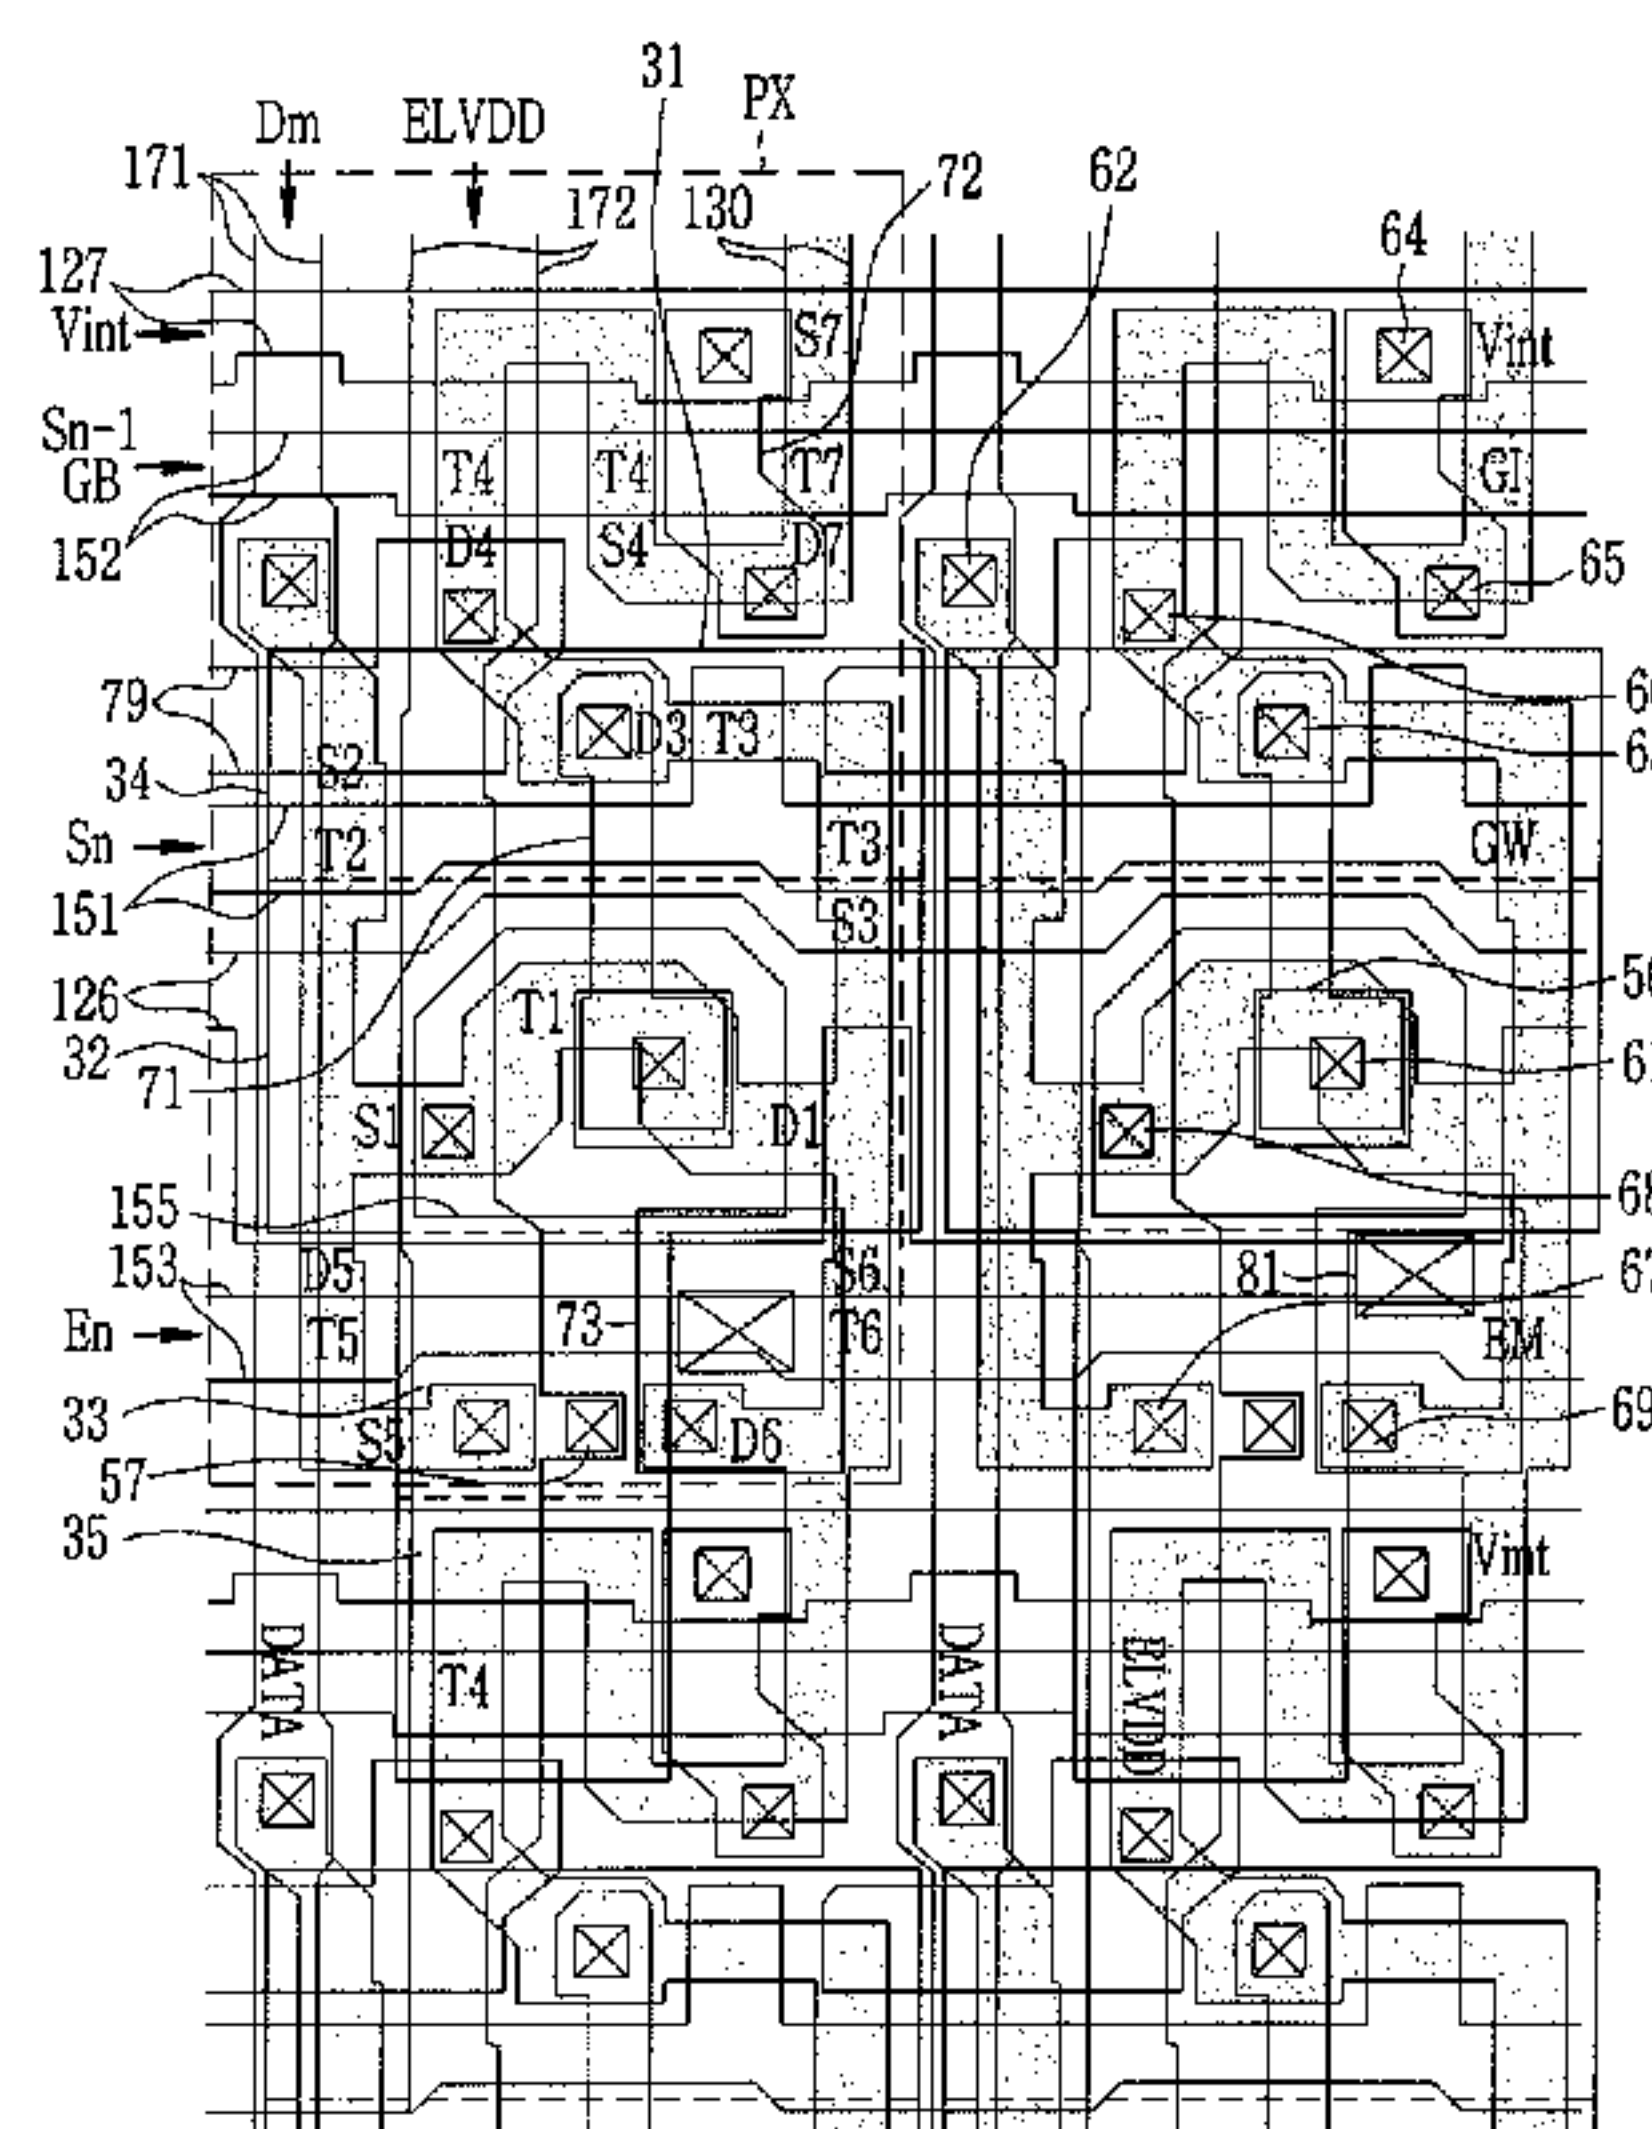 31
PX
Dm
ELVDD
171
172
130
72
62
64
127
Vint
S7
Vint
Sn-1
GB
T4
T4
T7
GI
152
D4
S4
D7
65
79
D3
T3
34
S2
Sn
T2
T3
GW
151
S3
126
T1
32
71
S1
D1
155
68
153
D5
S6
81
67
En
T5
73
T6
EM
33
S5
D6
69
57
35
Vint
DATA
T4
DATA
ELVDD